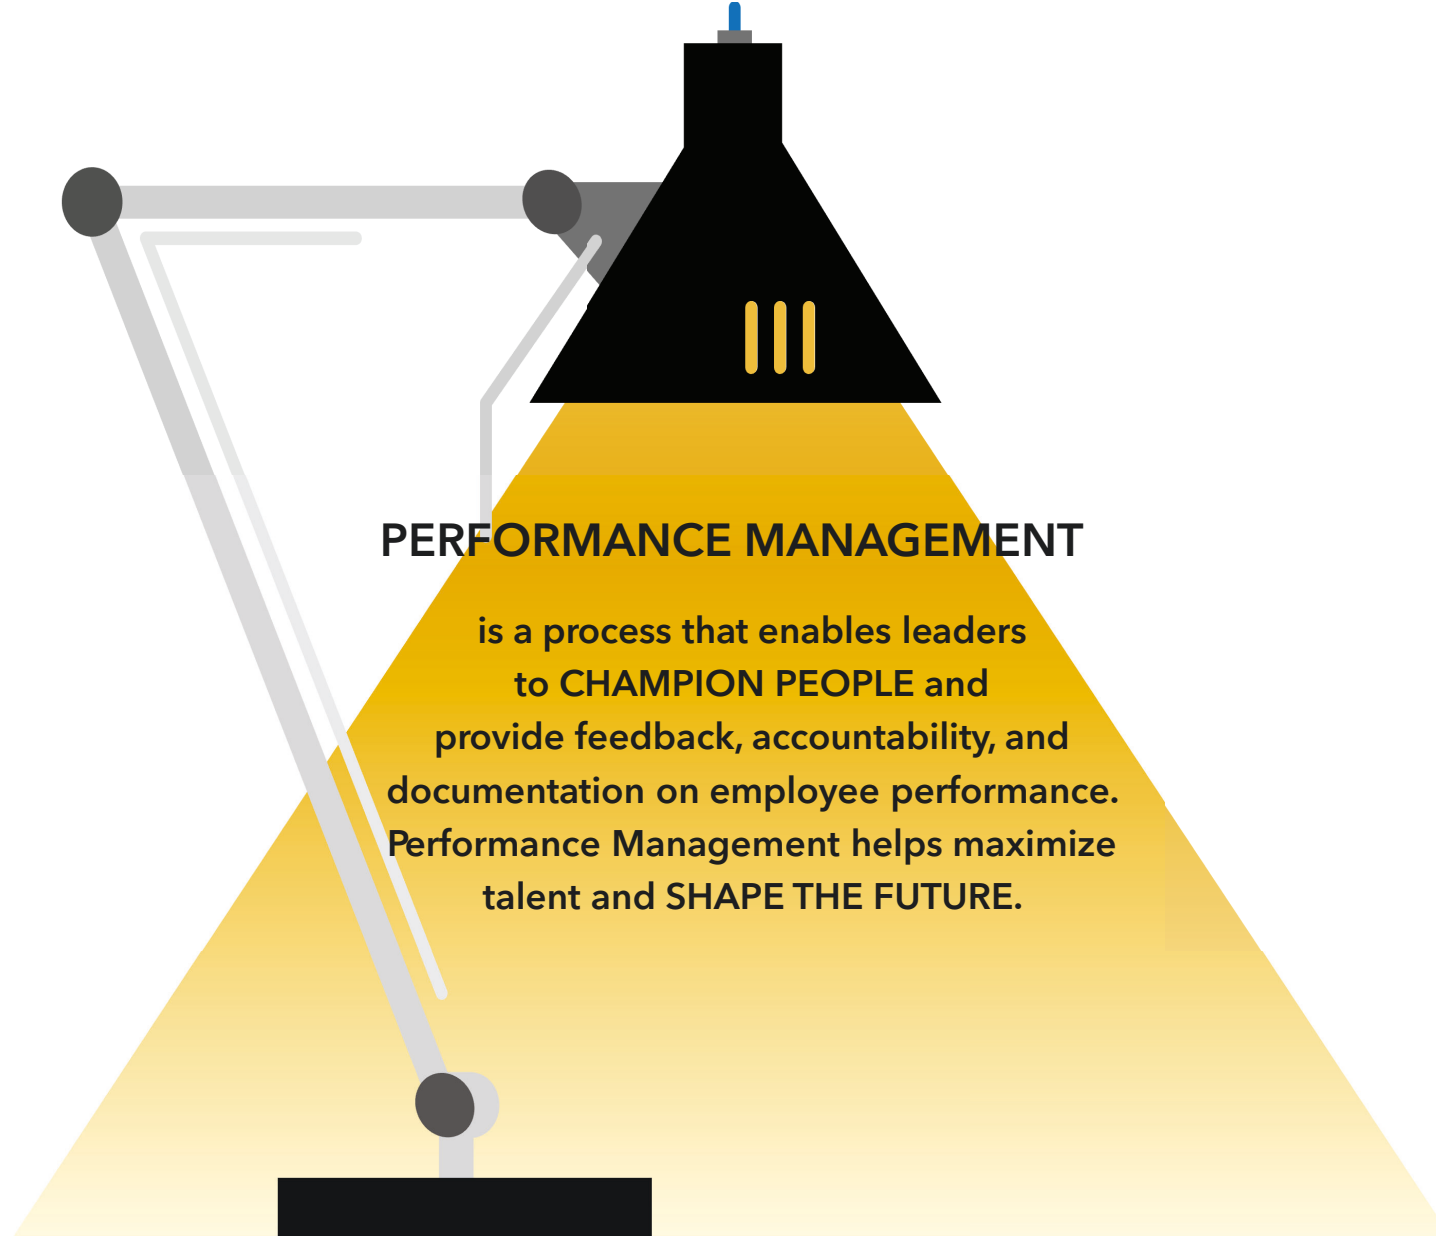 PERFORMANCE MANAGEMENT
is a process that enables leaders
to CHAMPION PEOPLE and
provide feedback, accountability, and
documentation on employee performance.
Performance Management helps maximize
talent and SHAPE THE FUTURE.